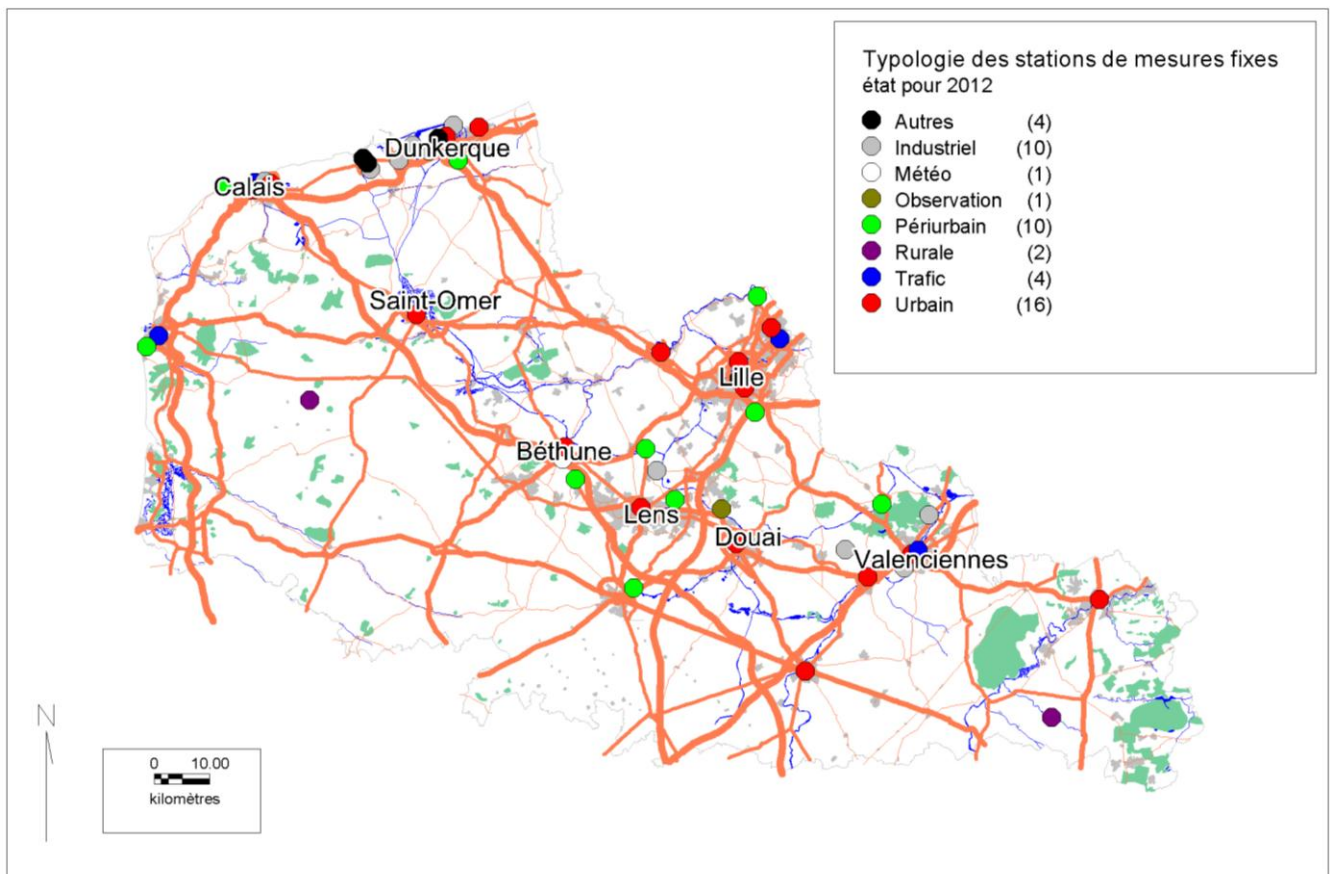 Typologie des stations de mesures fixes
état pour 2012
Autres (4)
Industriel (10)
Météo (1)
Observation (1)
Périurbain (10)
Rurale (2)
Trafic (4)
Urbain (16)
Dunkerque
Calais
Saint-Omer
Lille
Béthune
Lens
Douai
Valenciennes
N
0 10.00
kilomètres